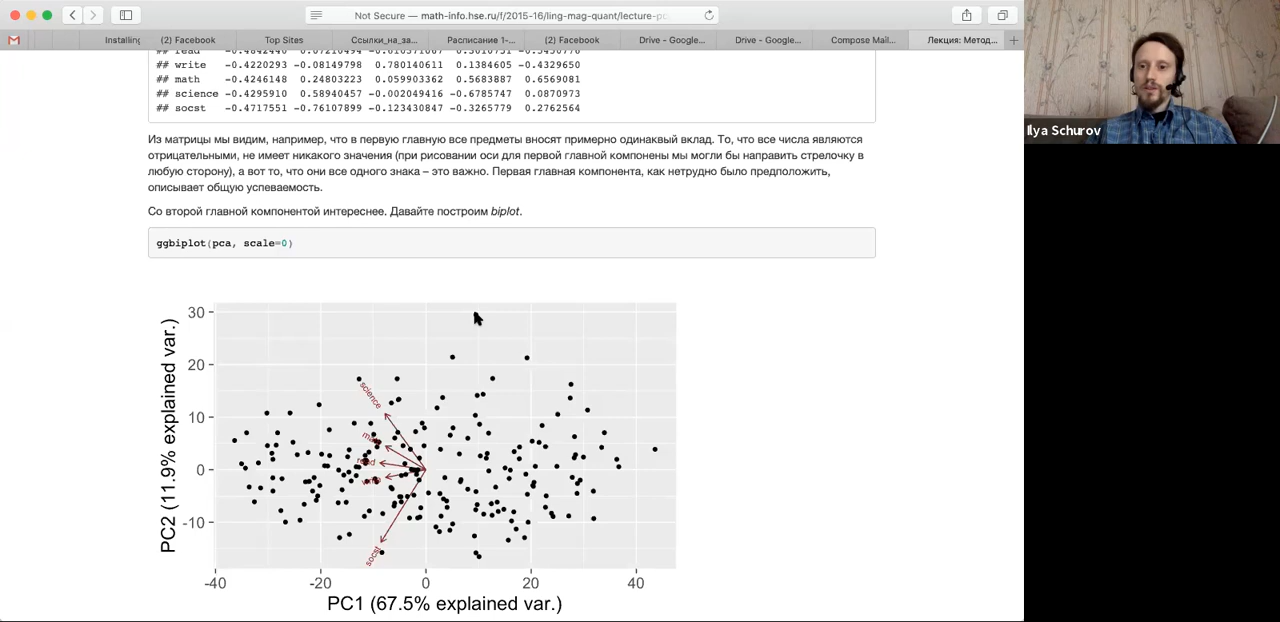 Not Secure — math-info.hse.ru/f/2015-16/ling-mag-quant/lecture-pc
Installing (2) Facebook Top Sites Ссылки_на_за... Расписание 1-... (2) Facebook Drive - Google... Drive - Google... Compose Mail... Лекция: Метод... +
## write -0.4220293 -0.08149798 0.780140611 0.1384605 -0.4329650
## math -0.4246148 0.24803223 0.059903362 0.5683887 0.6569081
## science -0.4295910 0.58940457 -0.002049416 -0.6785747 0.0870973
## socst -0.4717551 -0.76107899 -0.123430847 -0.3265779 0.2762564
Из матрицы мы видим, например, что в первую главную все предметы вносят примерно одинаквый вклад. То, что все числа являются
отрицательными, не имеет никакого значения (при рисовании оси для первой главной компонены мы могли бы направить стрелочку в
любую сторону), а вот то, что они все одного знака – это важно. Первая главная компонента, как нетрудно было предположить,
описывает общую успеваемость.
Со второй главной компонентой интереснее. Давайте построим biplot.
ggbiplot(pca, scale=0)
30
20
10
0
-10
PC2 (11.9% explained var.)
science
read
socst
-40 -20 0 20 40
PC1 (67.5% explained var.)
Ilya Schurov